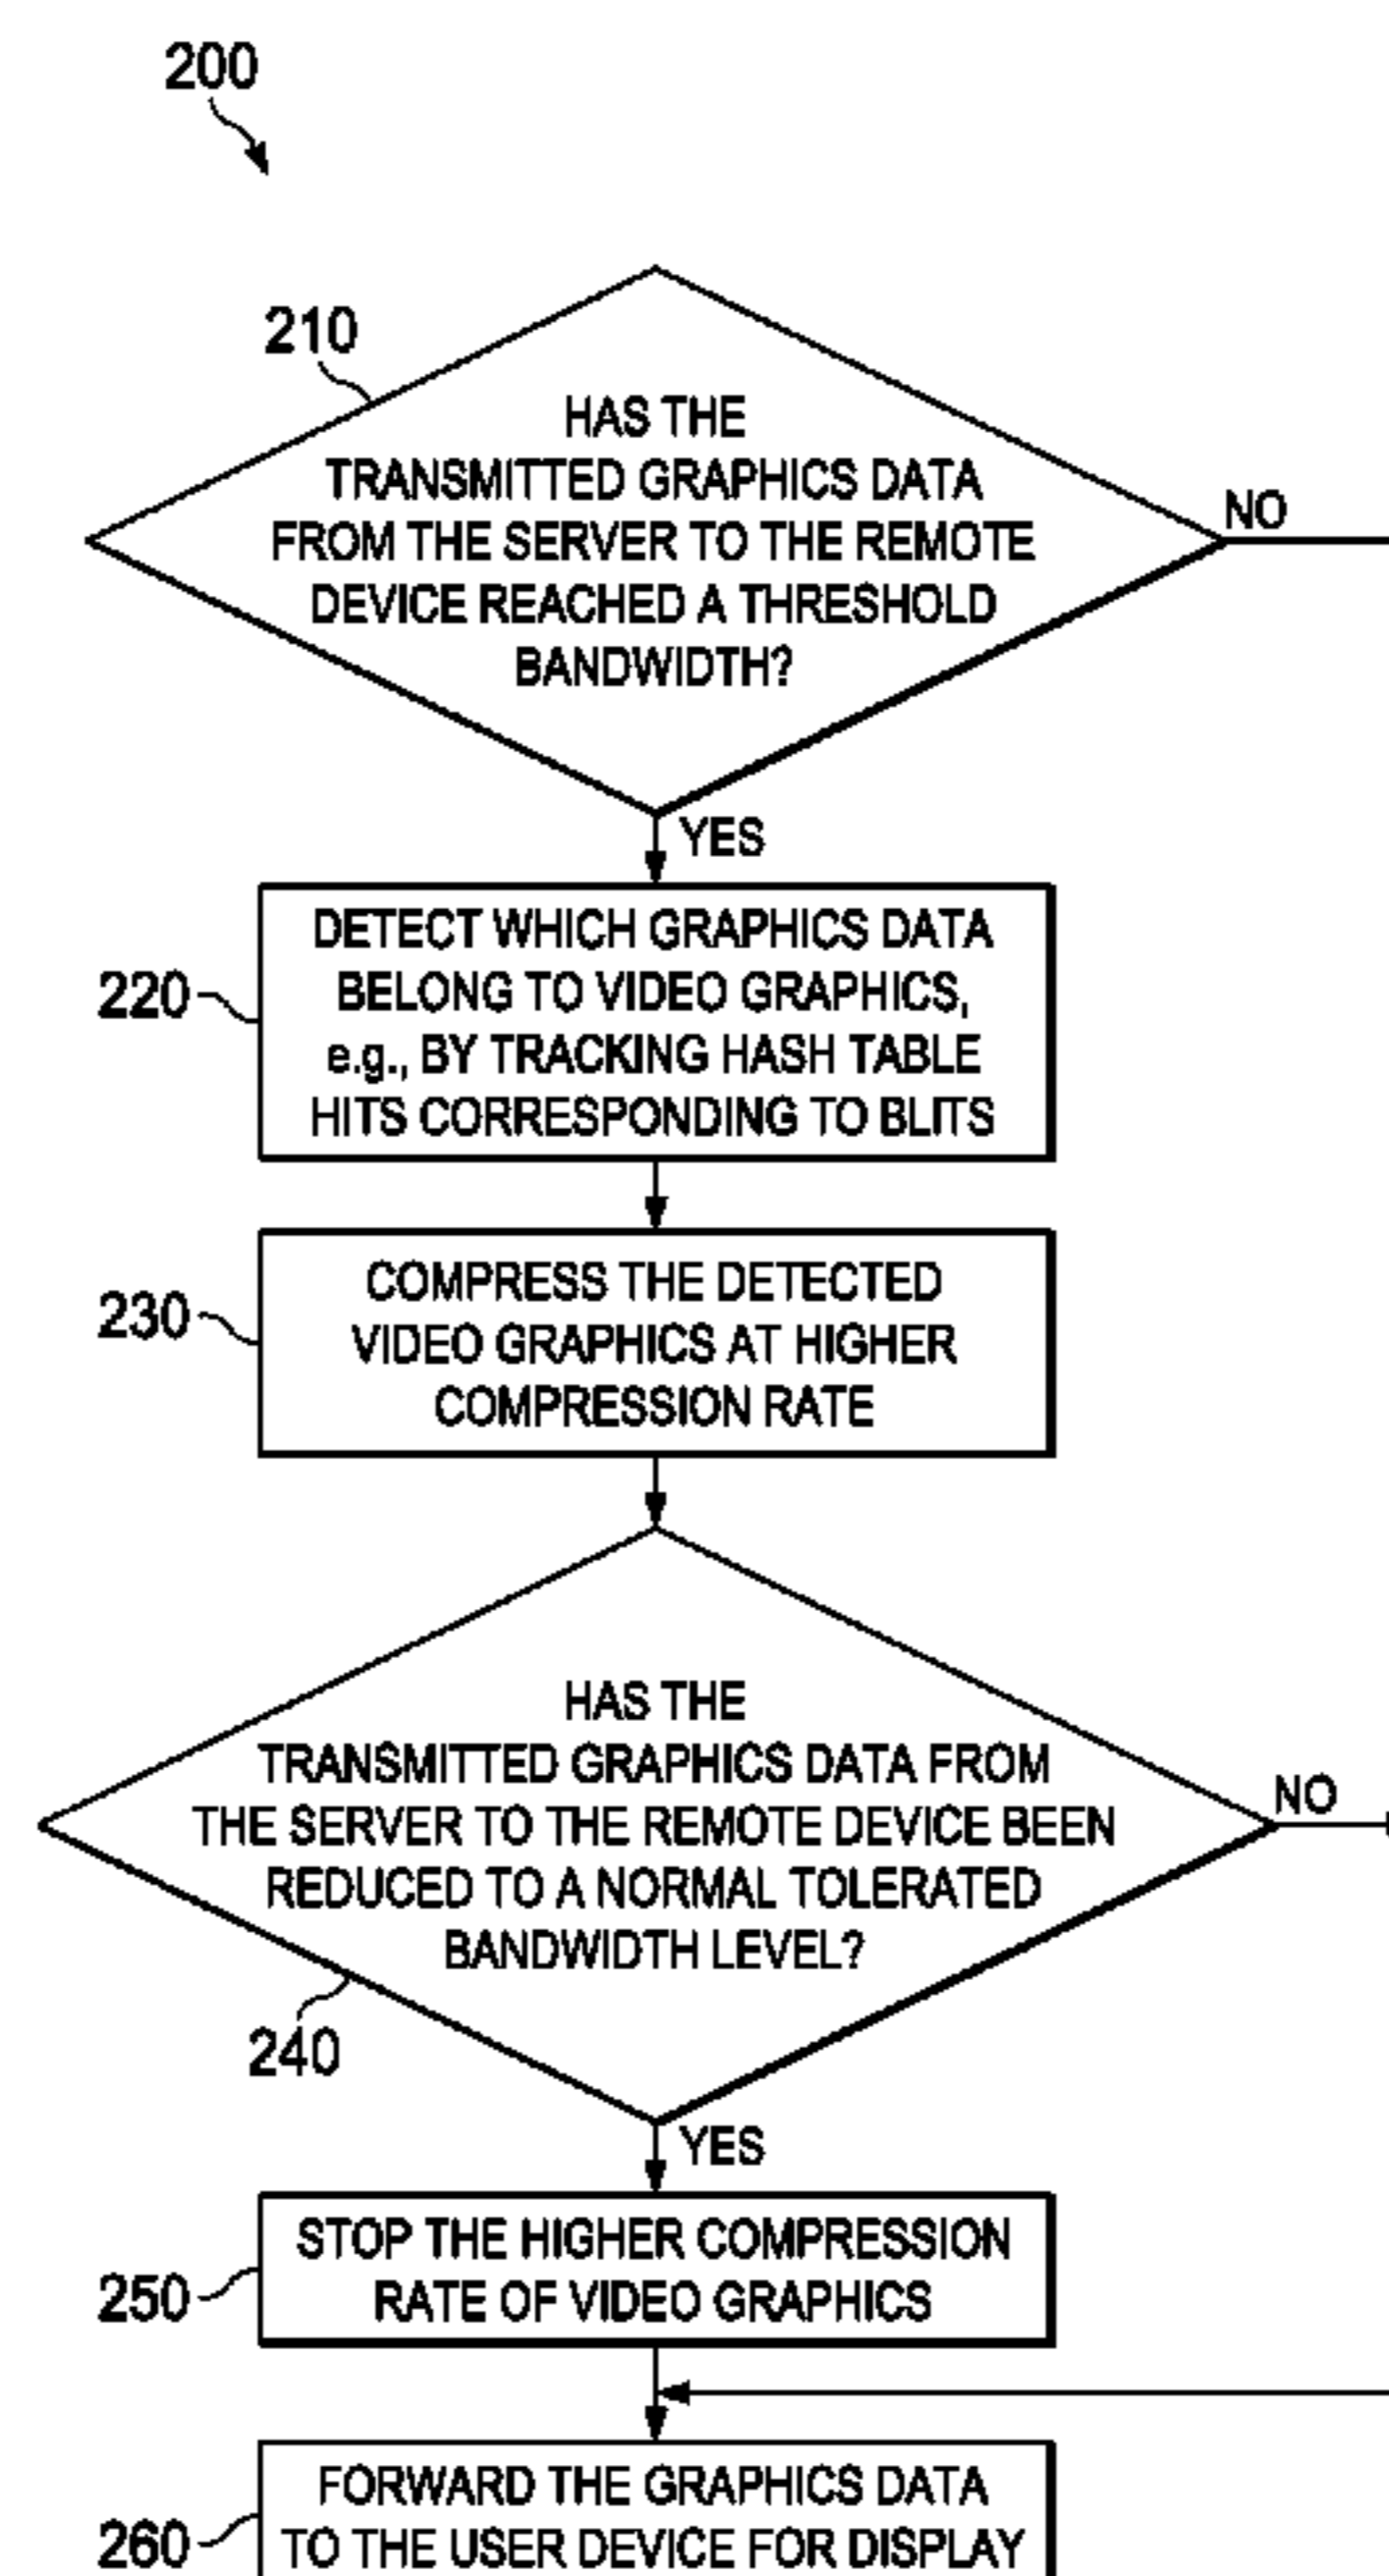 200
210
HAS THE
TRANSMITTED GRAPHICS DATA
FROM THE SERVER TO THE REMOTE
DEVICE REACHED A THRESHOLD
BANDWIDTH?
NO
YES
220
DETECT WHICH GRAPHICS DATA
BELONG TO VIDEO GRAPHICS,
e.g., BY TRACKING HASH TABLE
HITS CORRESPONDING TO BLITS
230
COMPRESS THE DETECTED
VIDEO GRAPHICS AT HIGHER
COMPRESSION RATE
HAS THE
TRANSMITTED GRAPHICS DATA FROM
THE SERVER TO THE REMOTE DEVICE BEEN
REDUCED TO A NORMAL TOLERATED
BANDWIDTH LEVEL?
NO
240
YES
250
STOP THE HIGHER COMPRESSION
RATE OF VIDEO GRAPHICS
260
FORWARD THE GRAPHICS DATA
TO THE USER DEVICE FOR DISPLAY